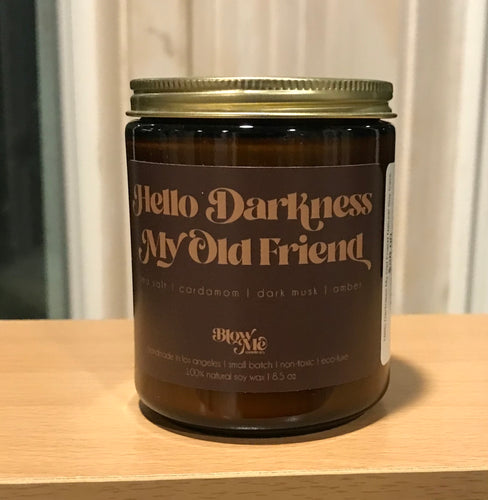 Hello Darkness
My Old Friend
sea salt | cardamom | dark musk | amber
Blow
Me
handmade in los angeles | small batch | non-toxic | eco-luxe
100% natural soy wax | 8.5 oz